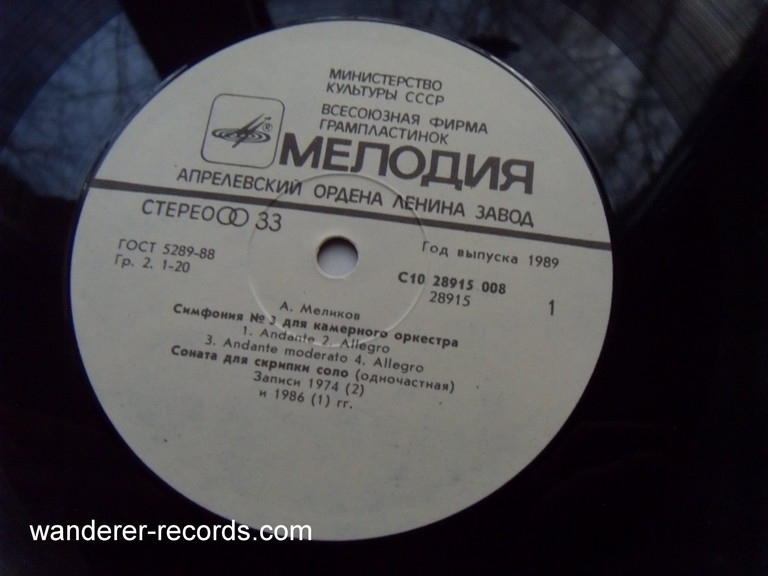 МИНИСТЕРСТВО
КУЛЬТУРЫ СССР
ВСЕСОЮЗНАЯ ФИРМА
ГРАМПЛАСТИНОК
®
МЕЛОДИЯ
АПРЕЛЕВСКИЙ ОРДЕНА ЛЕНИНА ЗАВОД
СТЕРЕО 33
ГОСТ 5289-88
Гр. 2. 1-20
Год выпуска 1989
С10 28915 008
28915
1
А. Меликов
Симфония № 3 для камерного оркестра
1. Andante 2. Allegro
3. Andante moderato 4. Allegro
Соната для скрипки соло (одночастная)
Записи 1974 (2)
и 1986 (1) гг.
wanderer-records.com